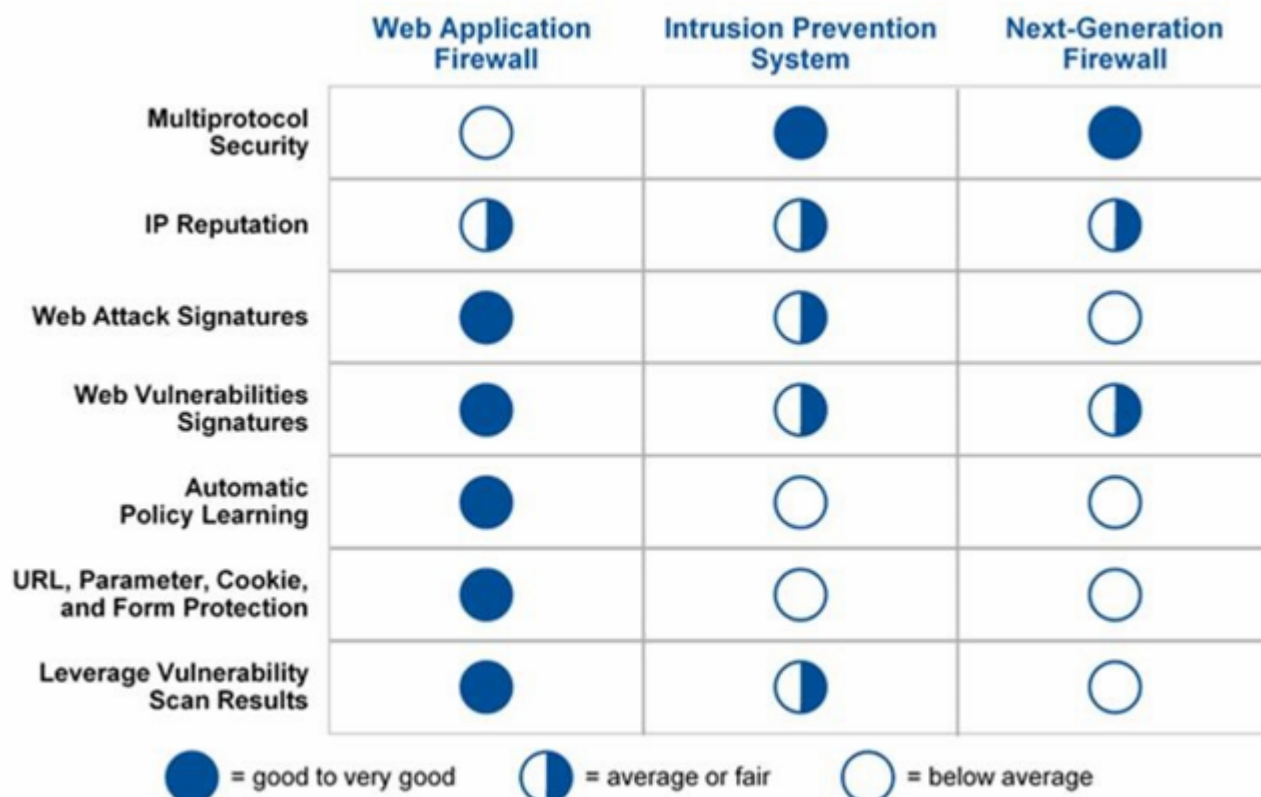 Web Application
Firewall
Intrusion Prevention
System
Next-Generation
Firewall
Multiprotocol
Security
IP Reputation
Web Attack Signatures
Web Vulnerabilities
Signatures
Automatic
Policy Learning
URL, Parameter, Cookie,
and Form Protection
Leverage Vulnerability
Scan Results
= good to very good
= average or fair
= below average